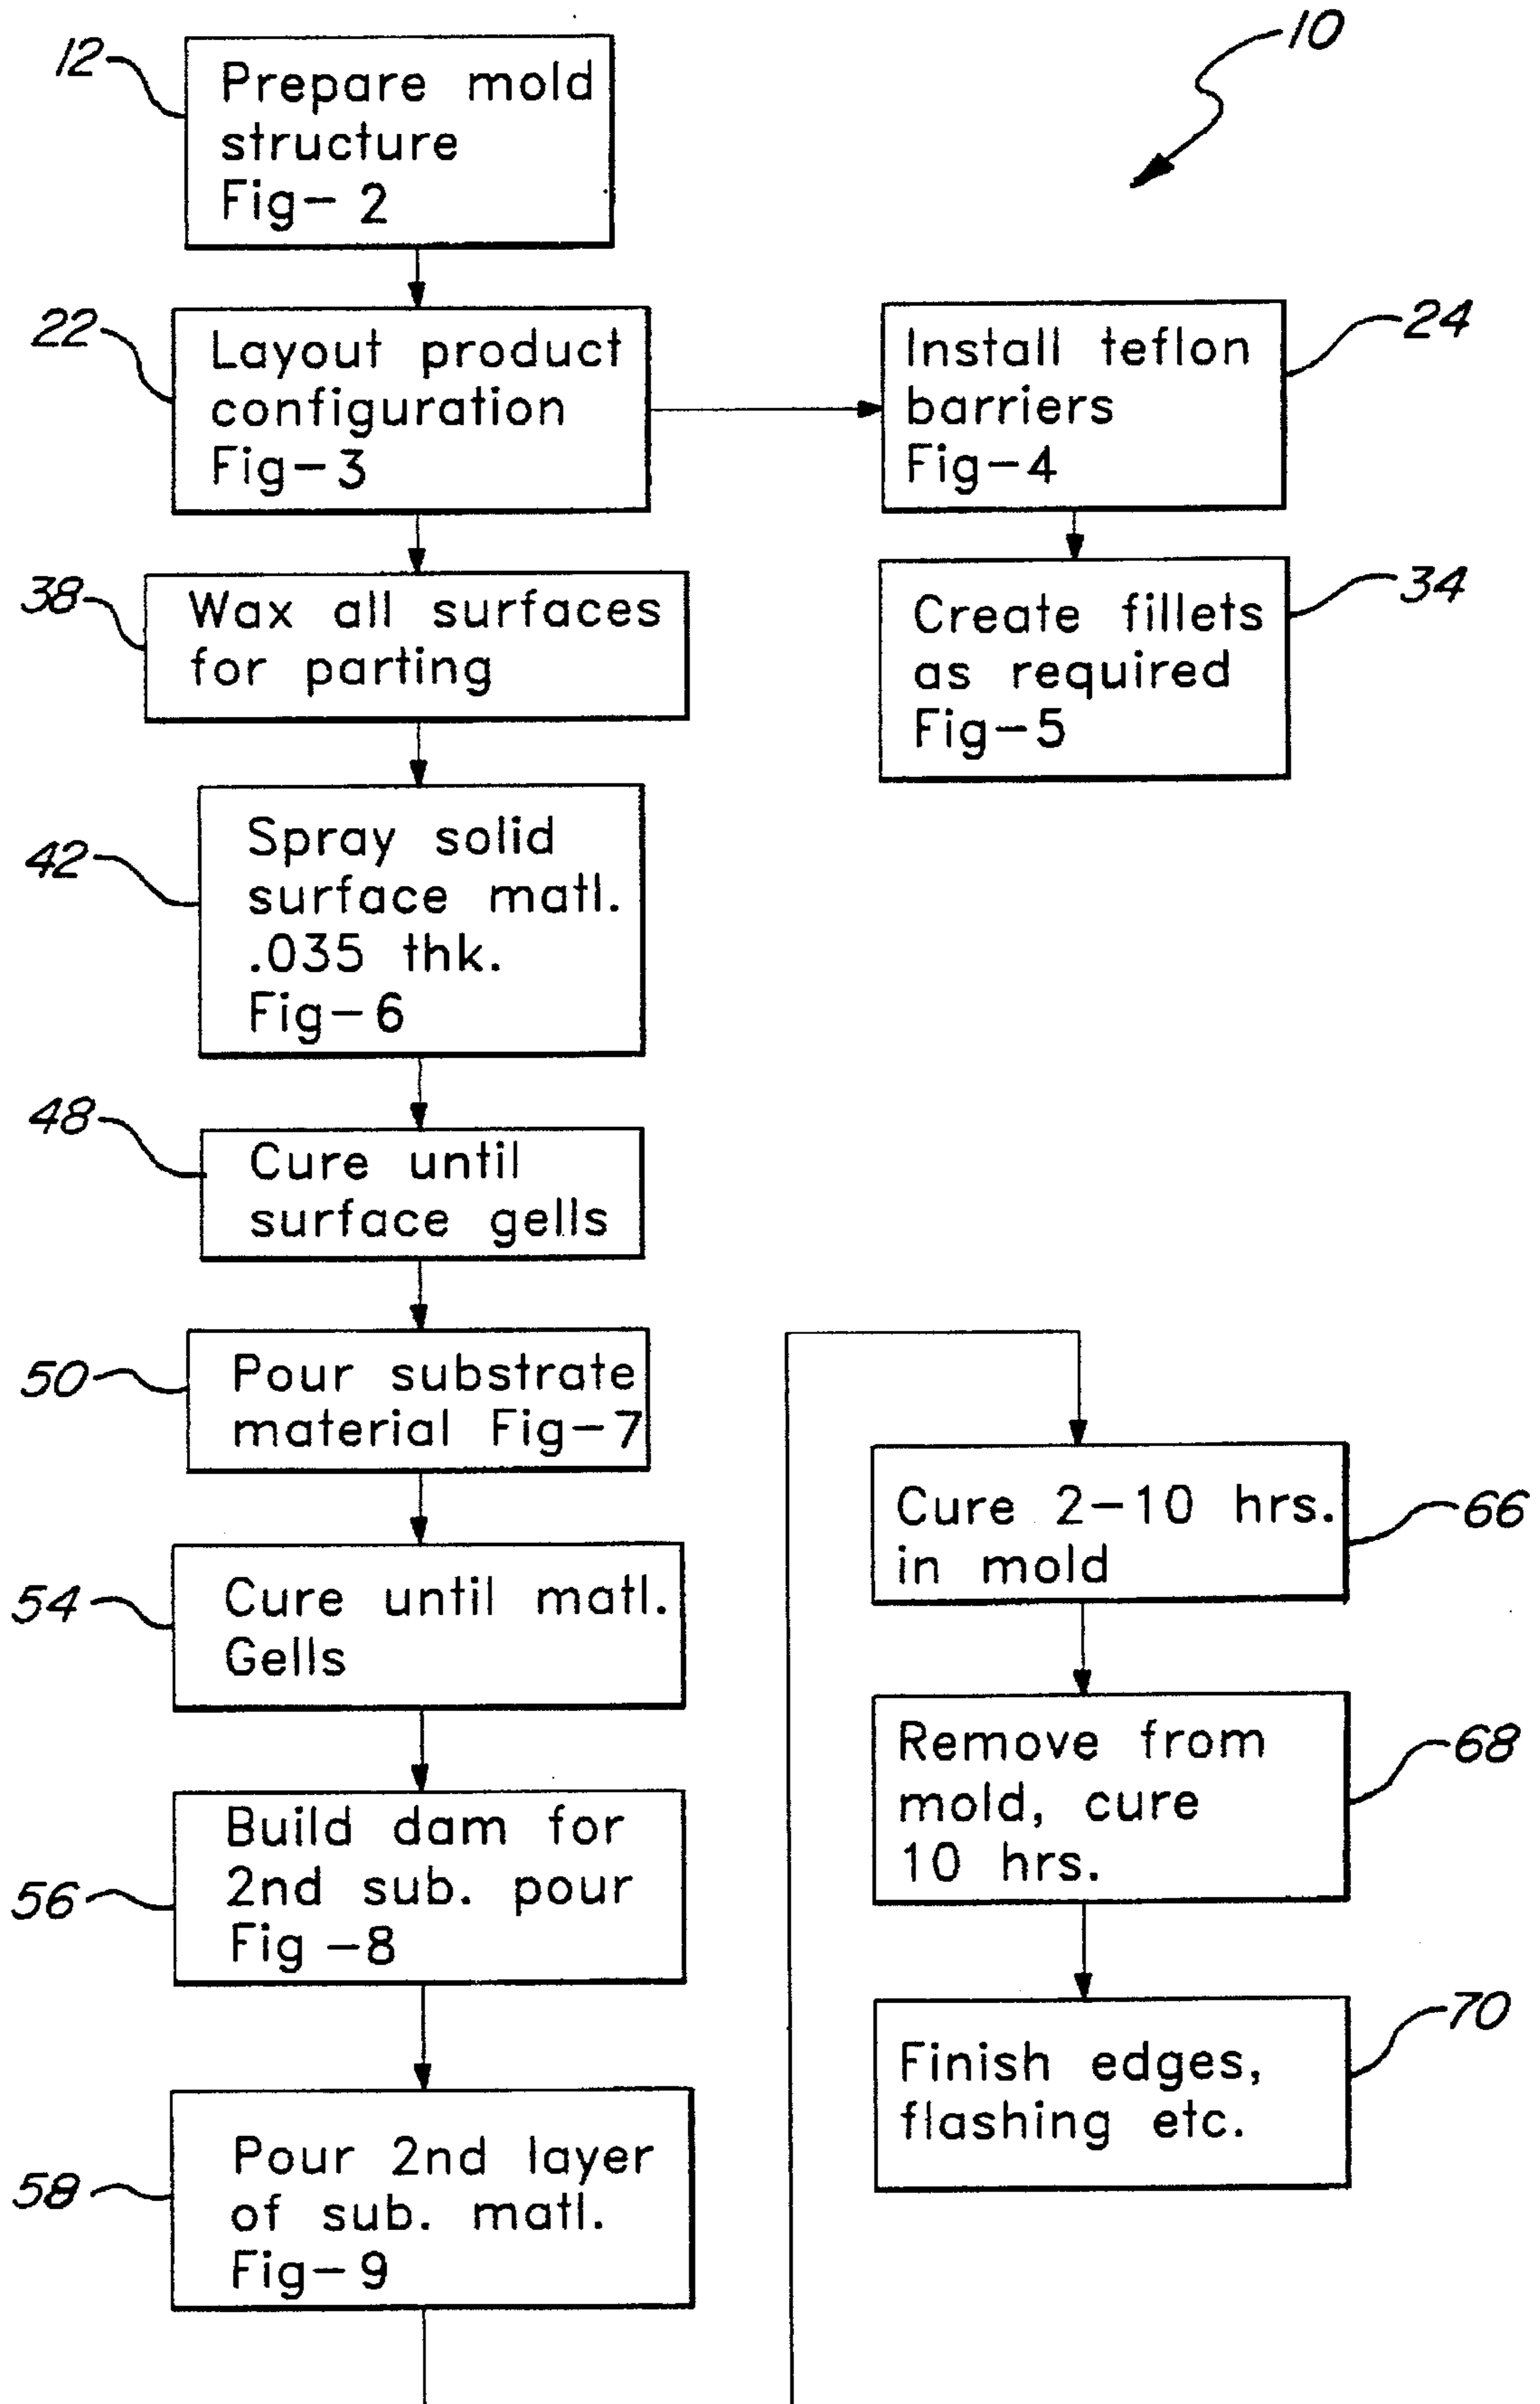 10
12
Prepare mold
structure
Fig- 2
22
Layout product
configuration
Fig-3
24
Install teflon
barriers
Fig-4
34
Create fillets
as required
Fig-5
38
Wax all surfaces
for parting
42
Spray solid
surface matl.
.035 thk.
Fig-6
48
Cure until
surface gells
50
Pour substrate
material Fig-7
54
Cure until matl.
Gells
56
Build dam for
2nd sub. pour
Fig -8
58
Pour 2nd layer
of sub. matl.
Fig-9
66
Cure 2-10 hrs.
in mold
68
Remove from
mold, cure
10 hrs.
70
Finish edges,
flashing etc.